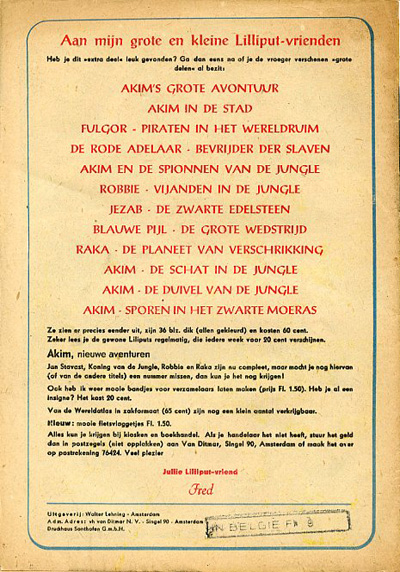 Aan mijn grote en kleine Lilliput-vrienden
Heb je dit »extra deel« leuk gevonden? Ga dan eens na of je de vroeger verschenen »grote
delen« al bezit:
AKIM'S GROTE AVONTUUR
AKIM IN DE STAD
FULGOR - PIRATEN IN HET WERELDRUIM
DE RODE ADELAAR - BEVRIJDER DER SLAVEN
AKIM EN DE SPIONNEN VAN DE JUNGLE
ROBBIE - VIJANDEN IN DE JUNGLE
JEZAB - DE ZWARTE EDELSTEEN
BLAUWE PIJL - DE GROTE WEDSTRIJD
RAKA - DE PLANEET VAN VERSCHRIKKING
AKIM - DE SCHAT IN DE JUNGLE
AKIM - DE DUIVEL VAN DE JUNGLE
AKIM - SPOREN IN HET ZWARTE MOERAS
Ze zien er precies eender uit, zijn 36 blz. dik (allen gekleurd) en kosten 60 cent.
Zeker lees je de gewone Lilliputs regelmatig, die iedere week voor 20 cent verschijnen.
Akim, nieuwe avonturen
Jan Stavast, Koning van de Jungle, Robbie en Raka zijn nu compleet, maar mocht je nog hiervan
(of van de andere titels) een nummer missen, dan kun je het nog krijgen!
Ook heb ik weer mooie bandjes voor verzamelaars laten maken (prijs Fl. 1.50). Heb je al een
insigne? Het kost 20 cent.
Van de Wereldatlas in zakformaat (65 cent) zijn nog een klein aantal verkrijgbaar.
Nieuw: mooie fietsvlaggetjes Fl. 1.50.
Alles kun je krijgen bij kiosken en boekhandel. Als je handelaar het niet heeft, stuur het geld
dan in postzegels (niet opplakken) aan Van Ditmar, Singel 90, Amsterdam of maak het over
op postrekening 76424. Veel plezier
Jullie Lilliput-vriend
Fred
Uitgeverij: Walter Lehning - Amsterdam
Adm. Adres: vh van Ditmar N. V. - Singel 90 - Amsterdam
Druckhaus Santhofen G.m.b.H.
IN BELGIE Fr 8